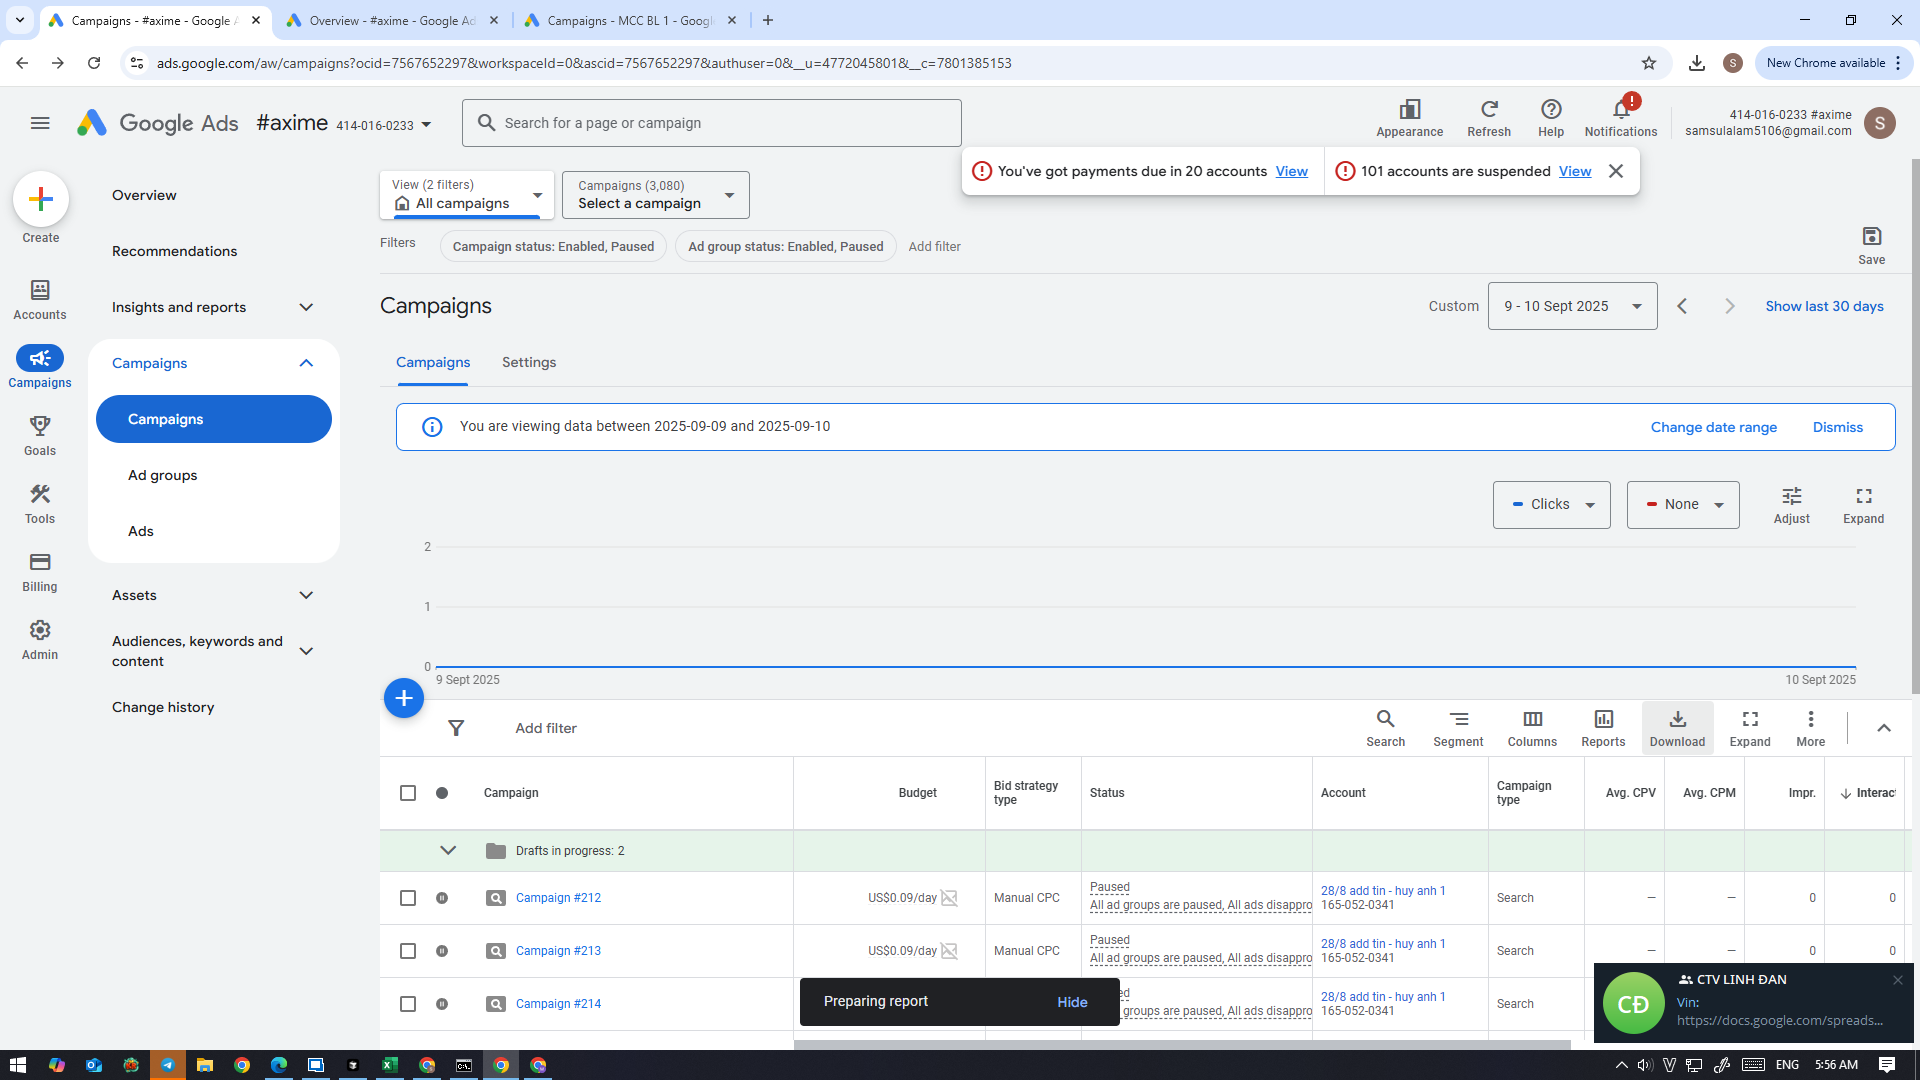 Campaigns - #axime - Google A
Overview - #axime - Google Ad
Campaigns - MCC BL 1 - Googl
ads.google.com/aw/campaigns?ocid=7567652297&workspaceId=0&ascid=7567652297&authuser=0&__u=4772045801&__c=7801385153
S
New Chrome available
Google Ads
#axime 414-016-0233
Search for a page or campaign
Appearance
Refresh
Help
Notifications
414-016-0233 #axime
samsulalam5106@gmail.com
S
You've got payments due in 20 accounts View
101 accounts are suspended View
Create
Accounts
Campaigns
Goals
Tools
Billing
Admin
Overview
Recommendations
Insights and reports
Campaigns
Campaigns
Ad groups
Ads
Assets
Audiences, keywords and content
Change history
View (2 filters)
All campaigns
Campaigns (3,080)
Select a campaign
Filters
Campaign status: Enabled, Paused
Ad group status: Enabled, Paused
Add filter
Save
Campaigns
Custom
9 - 10 Sept 2025
Show last 30 days
Campaigns
Settings
You are viewing data between 2025-09-09 and 2025-09-10
Change date range
Dismiss
Clicks
None
Adjust
Expand
2
1
0
9 Sept 2025
10 Sept 2025
Add filter
Search
Segment
Columns
Reports
Download
Expand
More
Campaign
Budget
Bid strategy type
Status
Account
Campaign type
Avg. CPV
Avg. CPM
Impr.
Interac
Drafts in progress: 2
Campaign #212
US$0.09/day
Manual CPC
Paused
All ad groups are paused, All ads disappro
28/8 add tin - huy anh 1
165-052-0341
Search
—
—
0
0
Campaign #213
US$0.09/day
Manual CPC
Paused
All ad groups are paused, All ads disappro
28/8 add tin - huy anh 1
165-052-0341
Search
—
—
0
0
Campaign #214
ed
groups are paused, All ads disappro
28/8 add tin - huy anh 1
165-052-0341
Search
Preparing report
Hide
CĐ
CTV LINH ĐAN
Vin:
https://docs.google.com/spreads...
ENG
5:56 AM